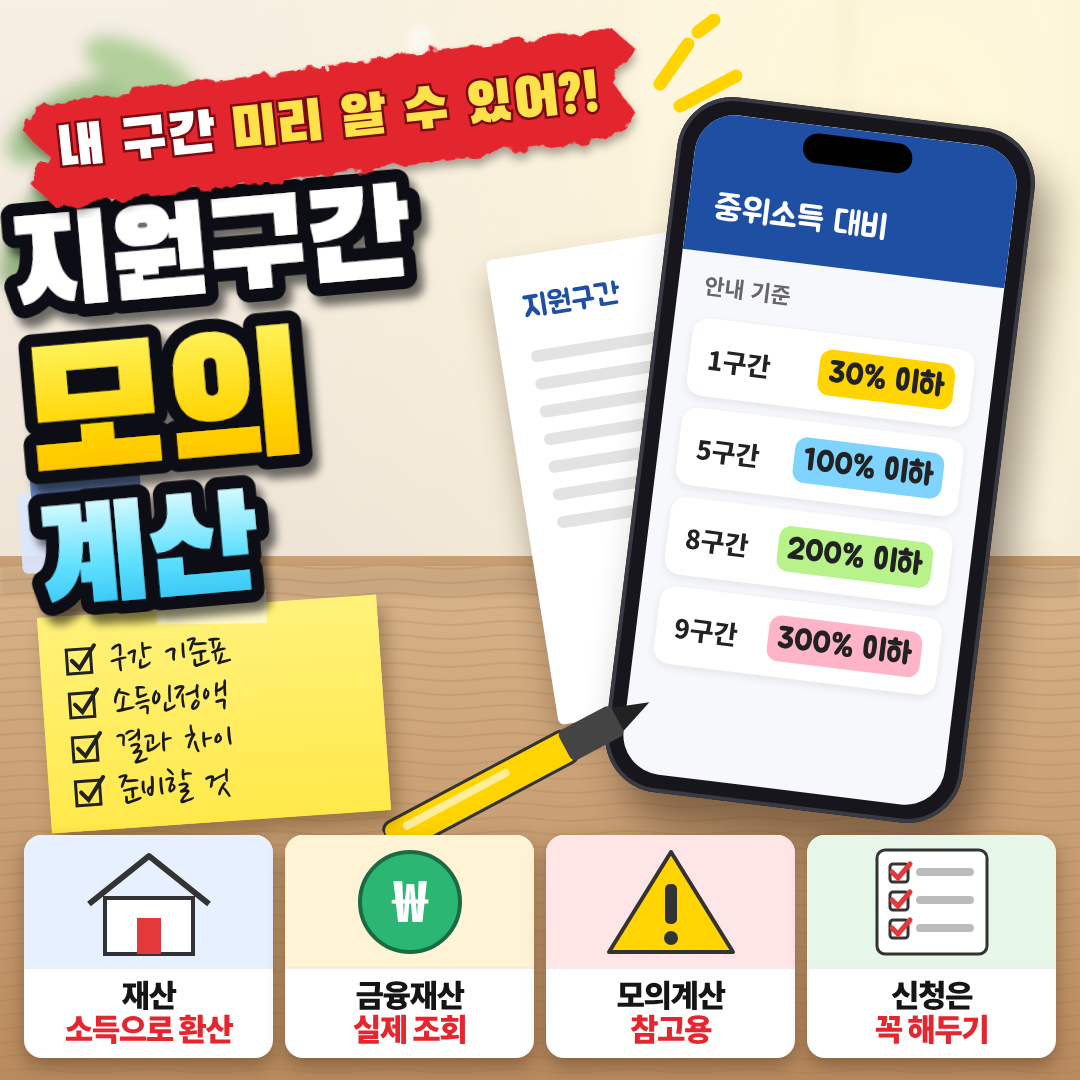 내 구간 미리 알 수 있어?!
지원구간
모의
계산
지원구간
중위소득 대비
안내 기준
1구간 30% 이하
5구간 100% 이하
8구간 200% 이하
9구간 300% 이하
구간 기준표
소득인정액
결과 차이
준비할 것
₩
재산
소득으로 환산
금융재산
실제 조회
모의계산
참고용
신청은
꼭 해두기